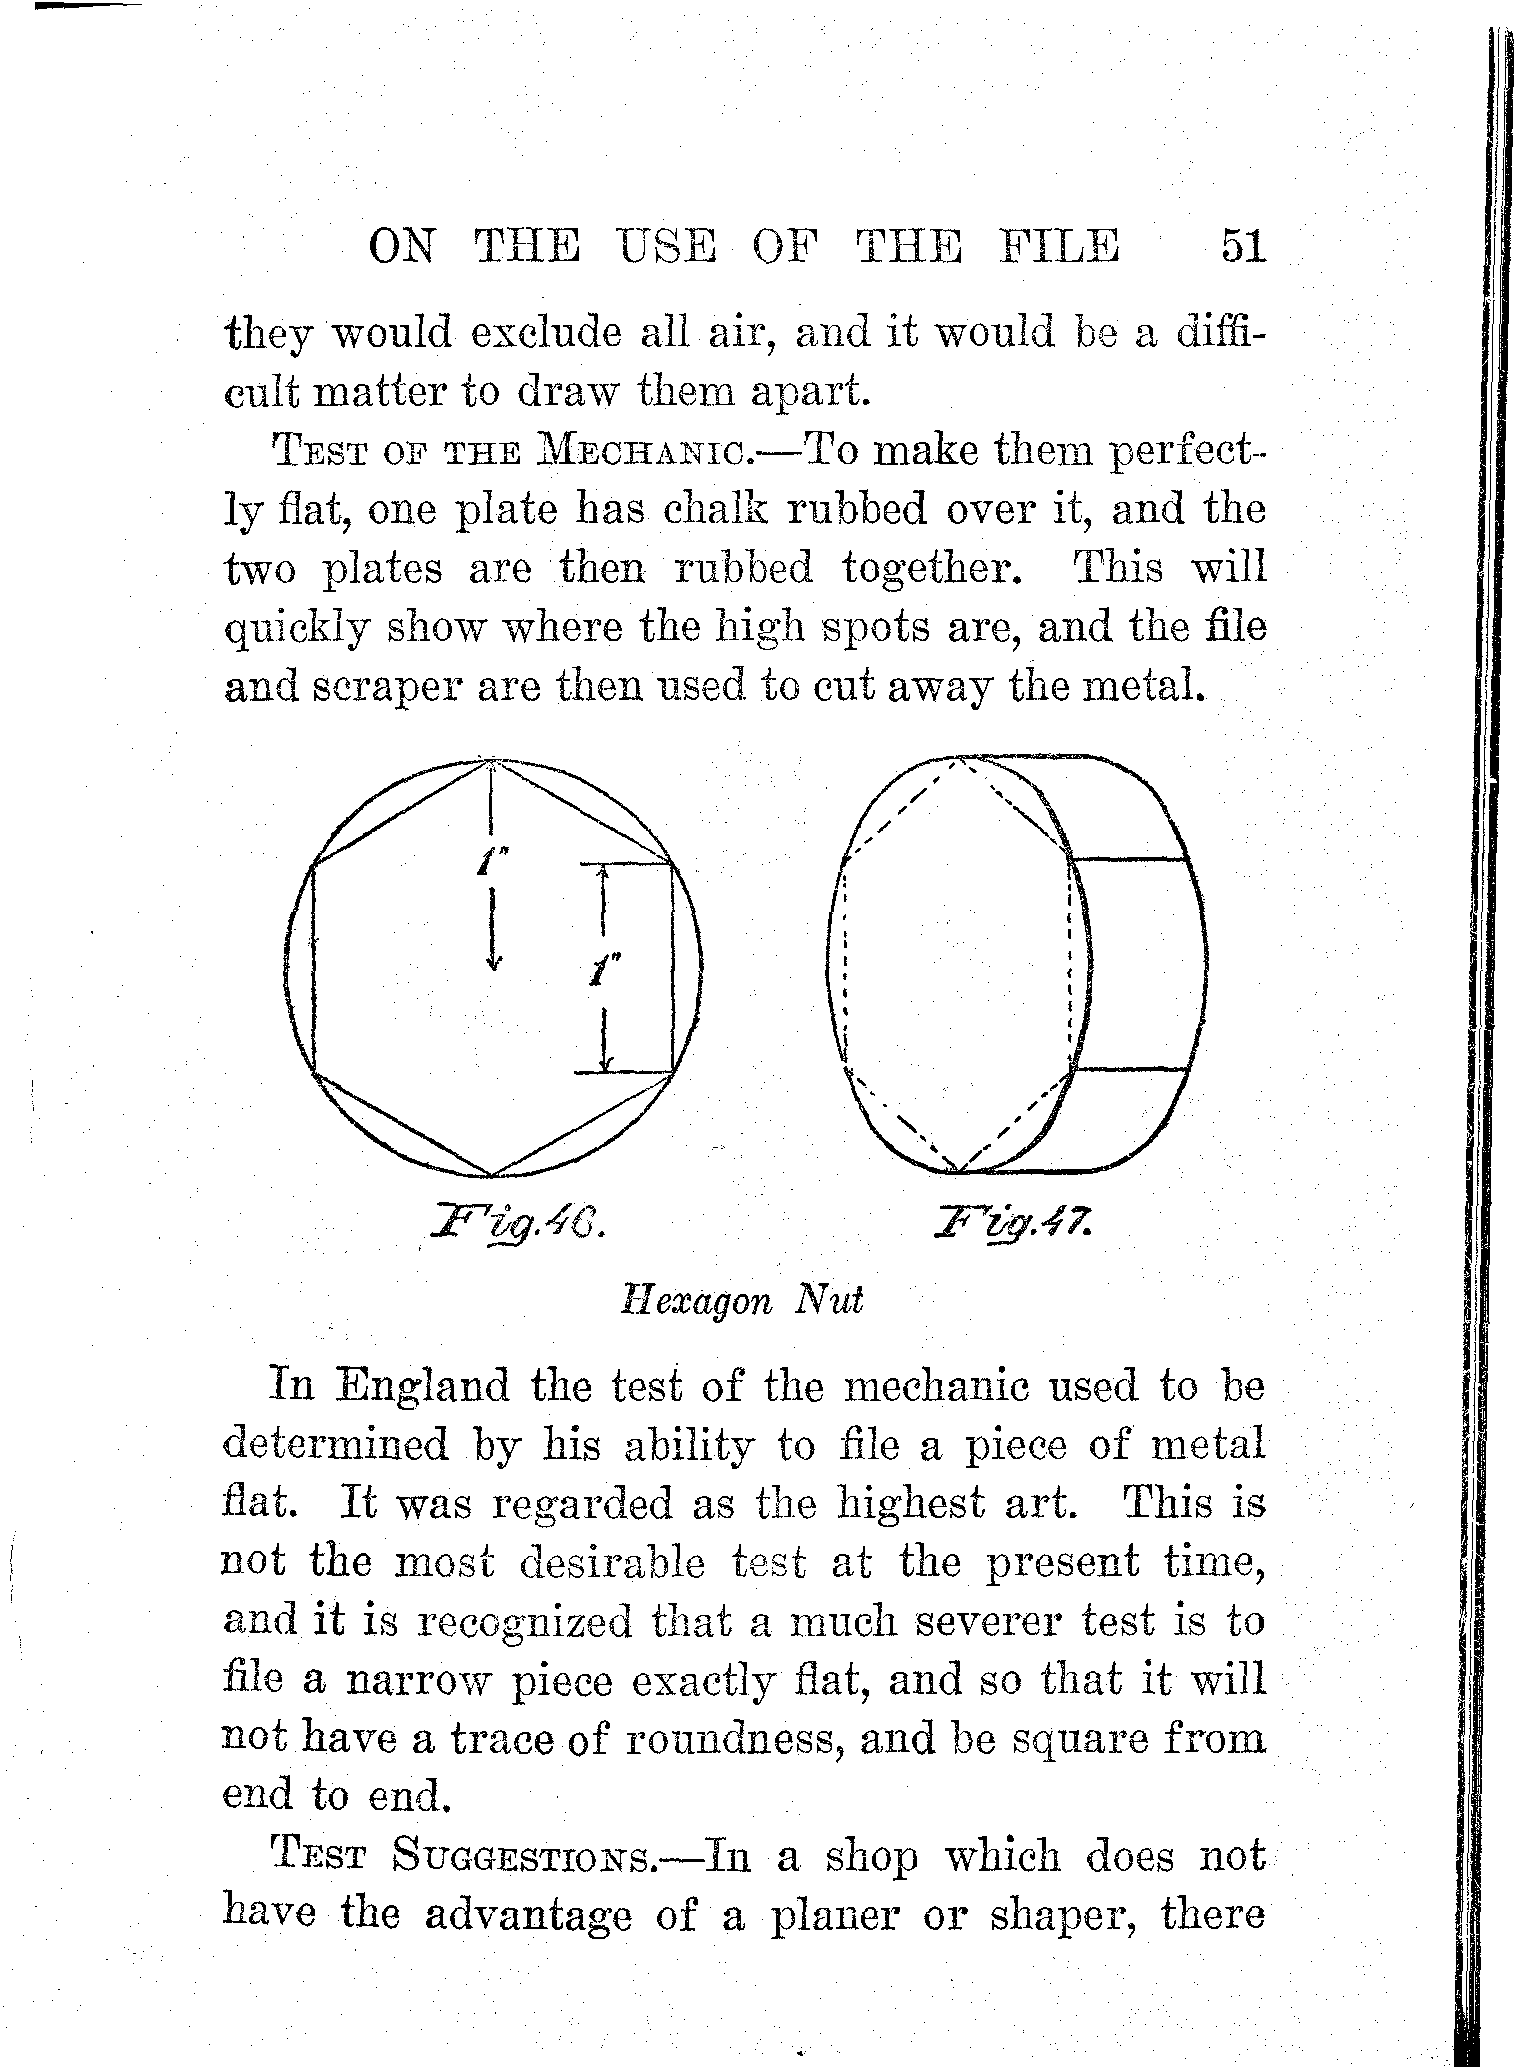 ON THE USE OF THE FILE 51
they would exclude all air, and it would be a diffi-
cult matter to draw them apart.
TEST OF THE MECHANIC.—To make them perfect-
ly flat, one plate has chalk rubbed over it, and the
two plates are then rubbed together. This will
quickly show where the high spots are, and the file
and scraper are then used to cut away the metal.
1"
1"
Fig.46.
Fig.47.
Hexagon Nut
In England the test of the mechanic used to be
determined by his ability to file a piece of metal
flat. It was regarded as the highest art. This is
not the most desirable test at the present time,
and it is recognized that a much severer test is to
file a narrow piece exactly flat, and so that it will
not have a trace of roundness, and be square from
end to end.
TEST SUGGESTIONS.—In a shop which does not
have the advantage of a planer or shaper, there